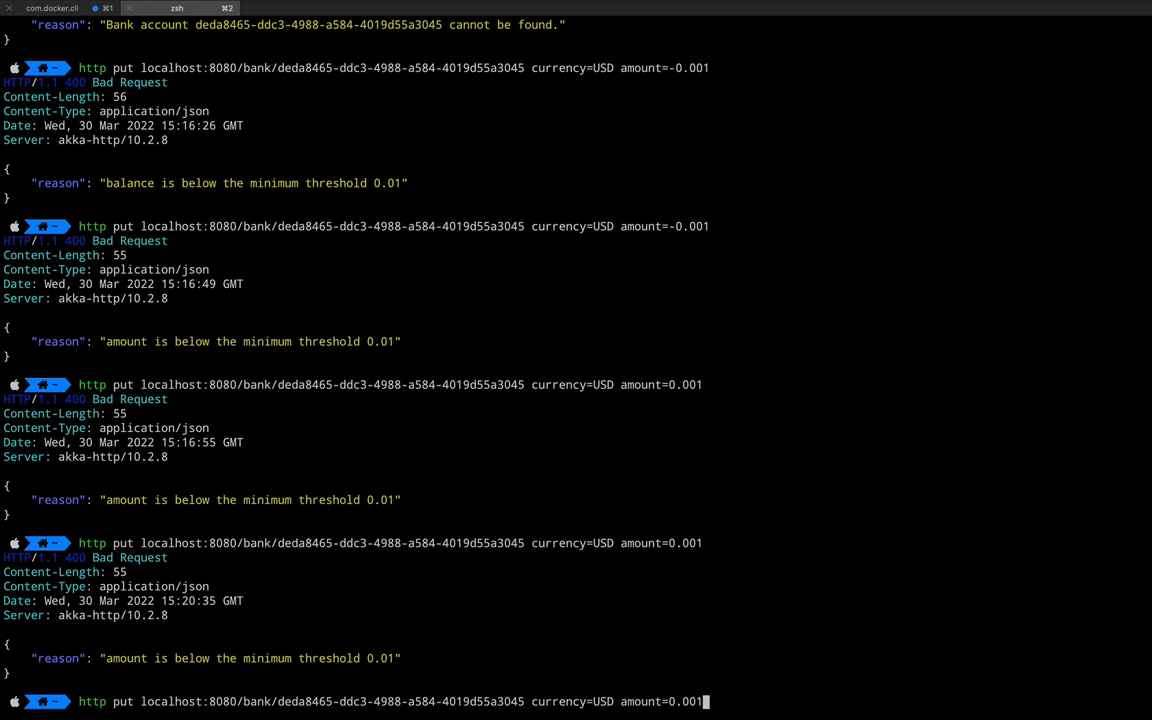 com.docker.cli ⌘1 zsh ⌘2
"reason": "Bank account deda8465-ddc3-4988-a584-4019d55a3045 cannot be found."
}
~ http put localhost:8080/bank/deda8465-ddc3-4988-a584-4019d55a3045 currency=USD amount=-0.001
HTTP/1.1 400 Bad Request
Content-Length: 56
Content-Type: application/json
Date: Wed, 30 Mar 2022 15:16:26 GMT
Server: akka-http/10.2.8
{
"reason": "balance is below the minimum threshold 0.01"
}
~ http put localhost:8080/bank/deda8465-ddc3-4988-a584-4019d55a3045 currency=USD amount=-0.001
HTTP/1.1 400 Bad Request
Content-Length: 55
Content-Type: application/json
Date: Wed, 30 Mar 2022 15:16:49 GMT
Server: akka-http/10.2.8
{
"reason": "amount is below the minimum threshold 0.01"
}
~ http put localhost:8080/bank/deda8465-ddc3-4988-a584-4019d55a3045 currency=USD amount=0.001
HTTP/1.1 400 Bad Request
Content-Length: 55
Content-Type: application/json
Date: Wed, 30 Mar 2022 15:16:55 GMT
Server: akka-http/10.2.8
{
"reason": "amount is below the minimum threshold 0.01"
}
~ http put localhost:8080/bank/deda8465-ddc3-4988-a584-4019d55a3045 currency=USD amount=0.001
HTTP/1.1 400 Bad Request
Content-Length: 55
Content-Type: application/json
Date: Wed, 30 Mar 2022 15:20:35 GMT
Server: akka-http/10.2.8
{
"reason": "amount is below the minimum threshold 0.01"
}
~ http put localhost:8080/bank/deda8465-ddc3-4988-a584-4019d55a3045 currency=USD amount=0.001